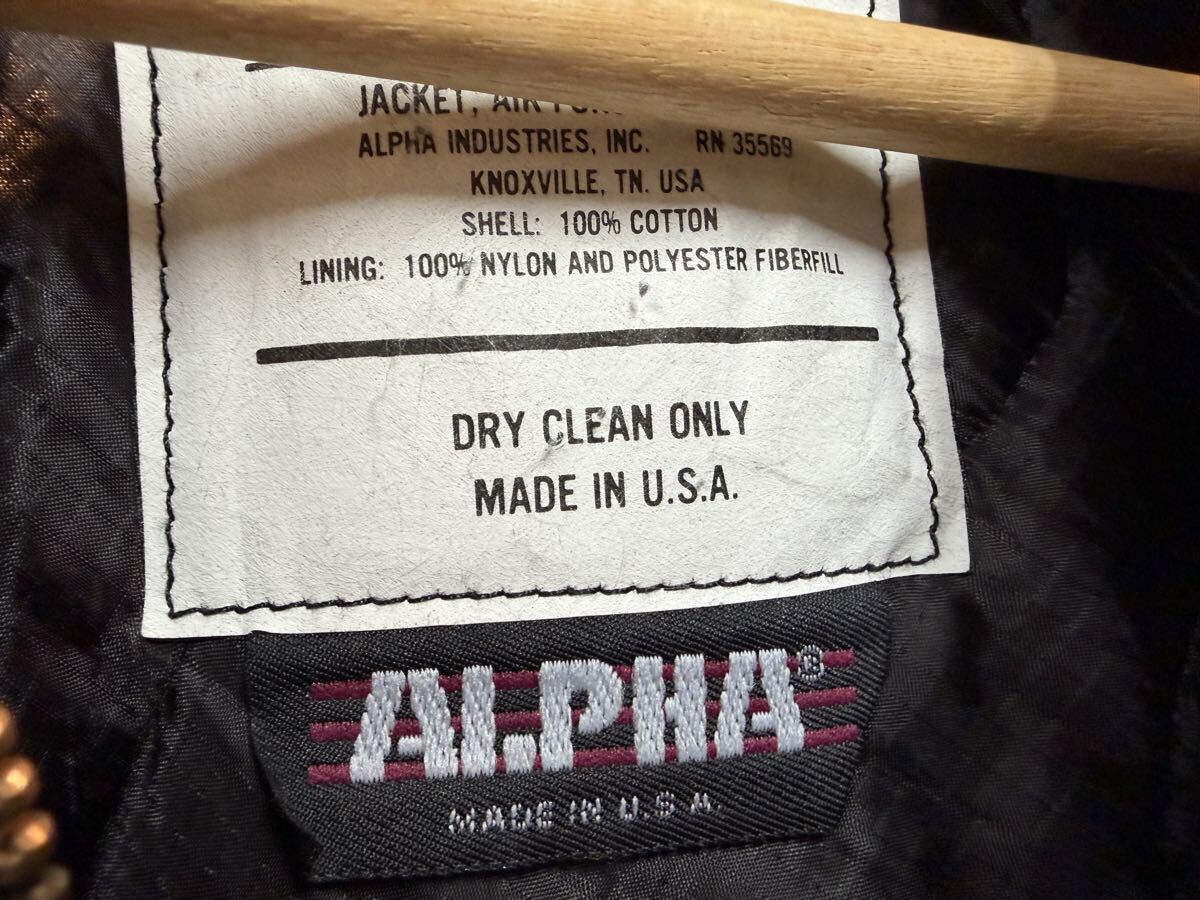 JACKET, AIR
ALPHA INDUSTRIES, INC. RN 35569
KNOXVILLE, TN. USA
SHELL: 100% COTTON
LINING: 100% NYLON AND POLYESTER FIBERFILL
DRY CLEAN ONLY
MADE IN U.S.A.
ALPHA®
MADE IN U.S.A.